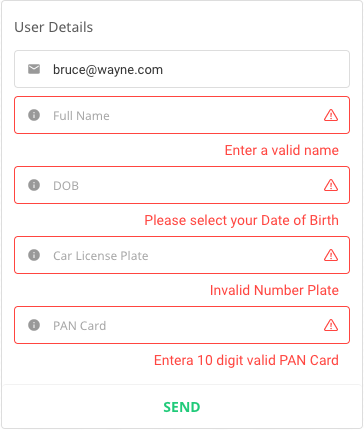 User Details
bruce@wayne.com
Full Name
Enter a valid name
DOB
Please select your Date of Birth
Car License Plate
Invalid Number Plate
PAN Card
Entera 10 digit valid PAN Card
SEND